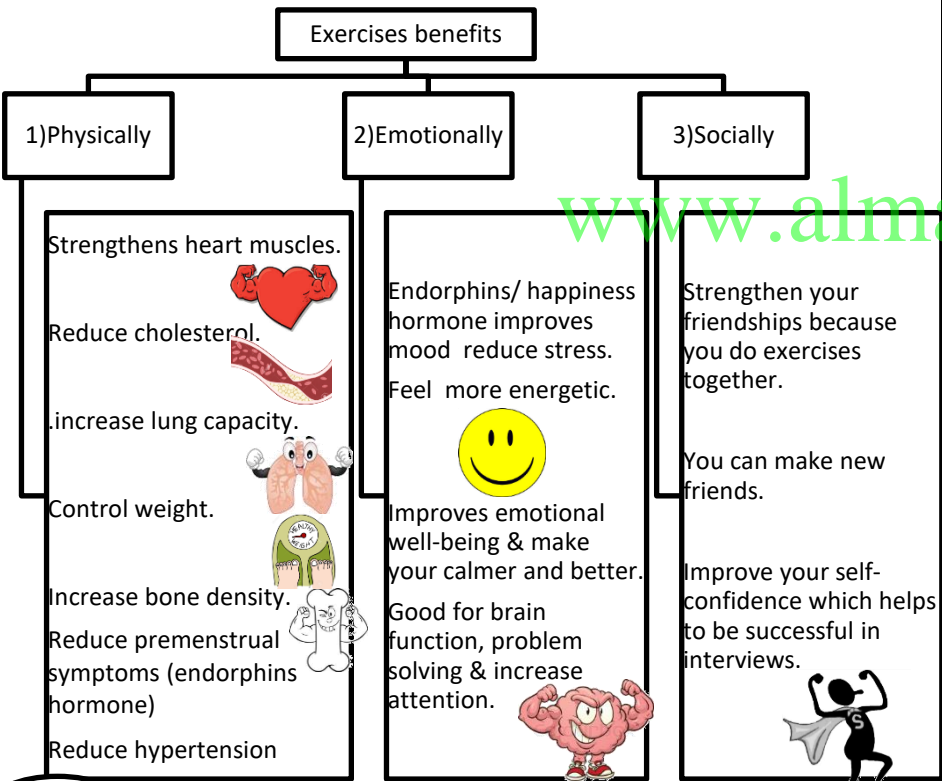 Exercises benefits
1)Physically
2)Emotionally
3)Socially
www.alma
Strengthens heart muscles.
Reduce cholesterol.
.increase lung capacity.
Control weight.
HEALTHY
WEIGHT
Increase bone density.
Reduce premenstrual
symptoms (endorphins
hormone)
Reduce hypertension
Endorphins/ happiness
hormone improves
mood reduce stress.
Feel more energetic.
Improves emotional
well-being & make
your calmer and better.
Good for brain
function, problem
solving & increase
attention.
Strengthen your
friendships because
you do exercises
together.
You can make new
friends.
Improve your self-
confidence which helps
to be successful in
interviews.
S